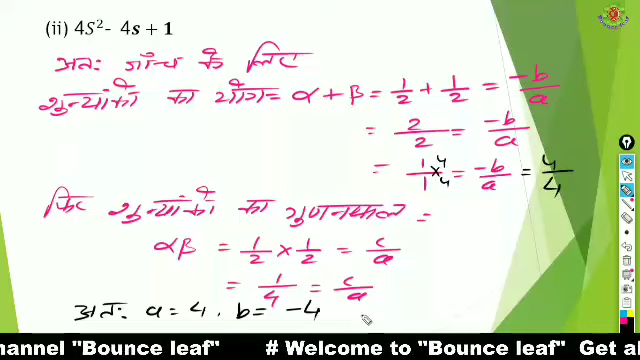 (ii) 4S² - 4s + 1
अतः जाँच के लिए
शून्यांकों का योग = α + β = 1/2 + 1/2 = -b/a
= 2/2 = -b/a
= 1/1 × 4/4 = -b/a = 4/4
फिर शून्यांकों का गुणनफल =
αβ = 1/2 × 1/2 = c/a
= 1/4 = c/a
अतः a = 4 , b = -4
hannel "Bounce leaf" # Welcome to "Bounce leaf" Get a